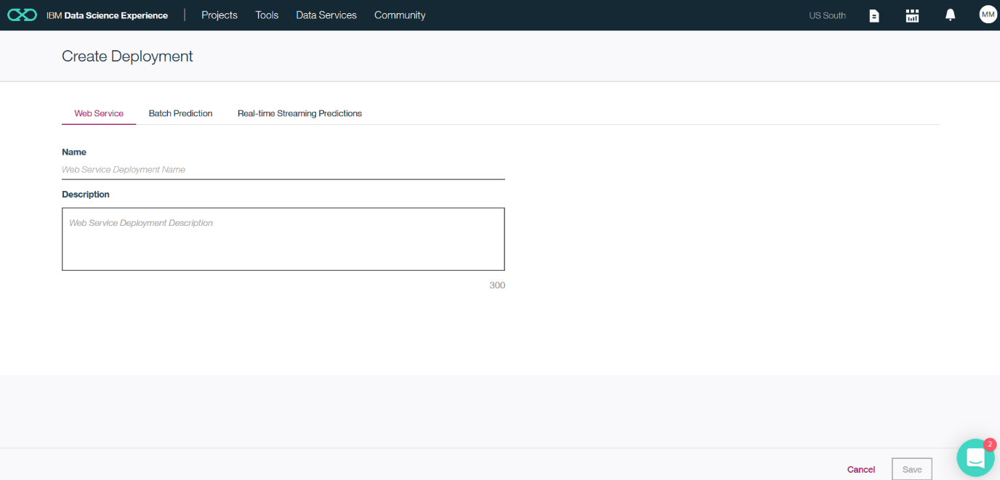 IBM Data Science Experience Projects Tools Data Services Community US South MM
Create Deployment
Web Service Batch Prediction Real-time Streaming Predictions
Name
Web Service Deployment Name
Description
Web Service Deployment Description
300
2
Cancel Save